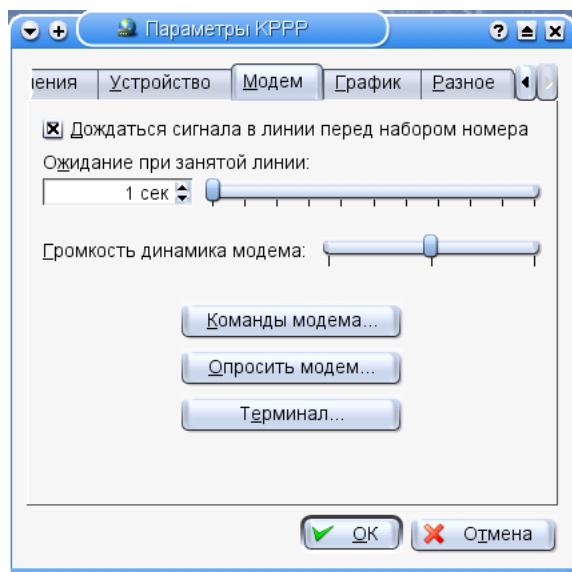 Параметры KPPP
ения Устройство Модем График Разное
Дождаться сигнала в линии перед набором номера
Ожидание при занятой линии:
1 сек
Громкость динамика модема:
Команды модема...
Опросить модем...
Терминал...
OK Отмена